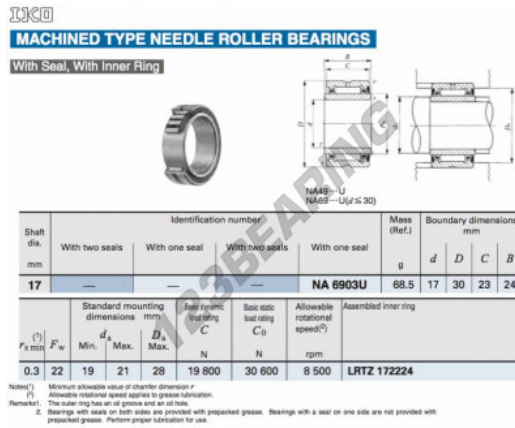 IKO
MACHINED TYPE NEEDLE ROLLER BEARINGS
With Seal, With Inner Ring
B
C
r
D
d
NA49···U
NA69···U(d≦30)
Shaft dia. mm
Identification number
Mass (Ref.) g
Boundary dimensions mm
With two seals
With one seal
With two seals
With one seal
d D C B
17 — — — NA 6903U 68.5 17 30 23 24
(1) rs min
Fw
Standard mounting dimensions mm
da Min. Max.
Da Max.
Basic dynamic load rating C N
Basic static load rating C0 N
Allowable rotational speed(2) rpm
Assembled inner ring
0.3 22 19 21 28 19 800 30 600 8 500 LRTZ 172224
Notes(1) Minimum allowable value of chamfer dimension r
(2) Allowable rotational speed applies to grease lubrication.
Remarks1. The outer ring has an oil groove and an oil hole.
2. Bearings with seals on both sides are provided with prepacked grease. Bearings with a seal on one side are not provided with
prepacked grease. Perform proper lubrication for use.
123BEARING